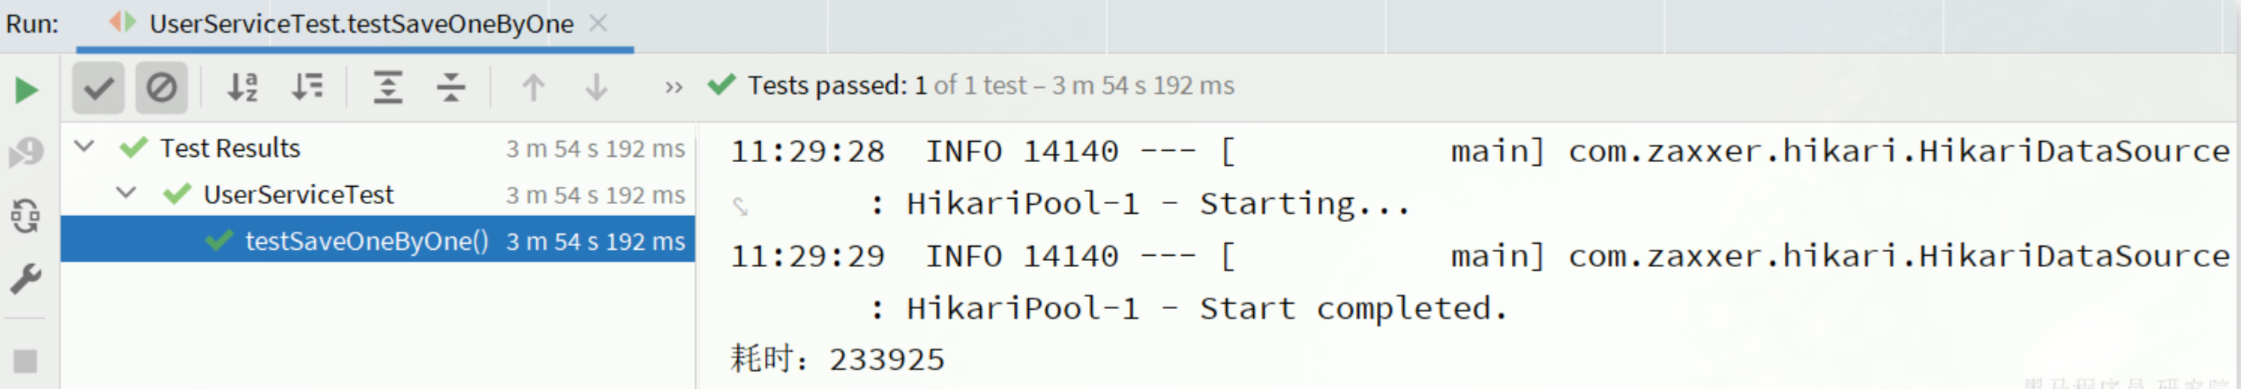 Run: UserServiceTest.testSaveOneByOne
Tests passed: 1 of 1 test – 3 m 54 s 192 ms
Test Results 3 m 54 s 192 ms
UserServiceTest 3 m 54 s 192 ms
testSaveOneByOne() 3 m 54 s 192 ms
11:29:28  INFO 14140 --- [           main] com.zaxxer.hikari.HikariDataSource
: HikariPool-1 - Starting...
11:29:29  INFO 14140 --- [           main] com.zaxxer.hikari.HikariDataSource
: HikariPool-1 - Start completed.
耗时：233925